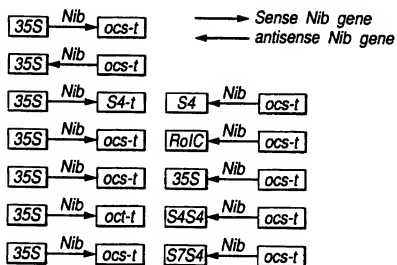 35S Nib ocs-t Sense Nib gene
35S Nib ocs-t antisense Nib gene
35S Nib S4-t S4 Nib ocs-t
35S Nib ocs-t RolC Nib ocs-t
35S Nib ocs-t 35S Nib ocs-t
35S Nib oct-t S4S4 Nib ocs-t
35S Nib ocs-t S7S4 Nib ocs-t